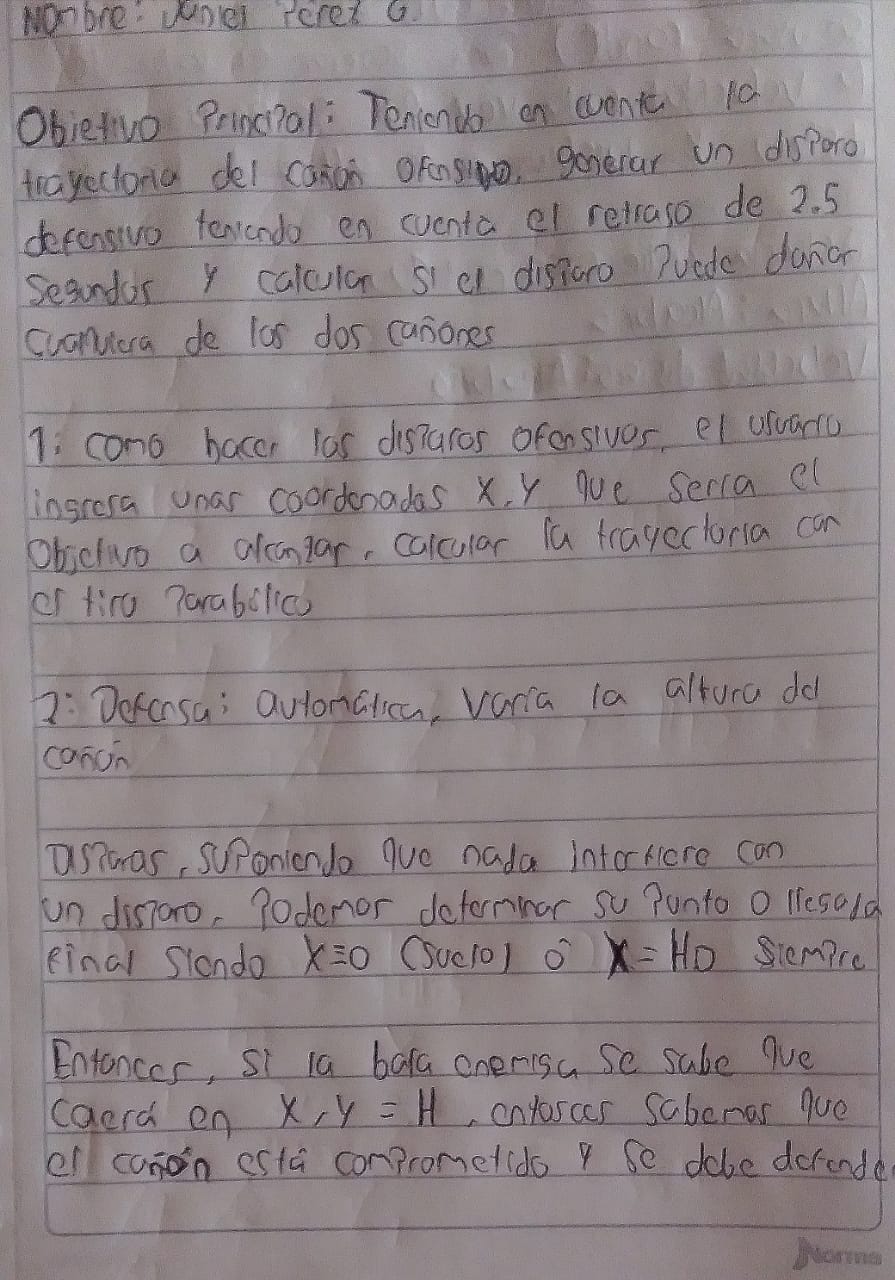 Nombre: Junier Perez G.
Objetivo Principal: Teniendo en cuenta la
trayectoria del cañon ofensivo, generar un disparo
defensivo teniendo en cuenta el retraso de 2.5
Segundos y calcular si el disparo Puede dañar
cualquiera de los dos cañones
1: como hacer los disparos ofensivos, el usuario
ingresa unas coordenadas X,Y que serra el
Objetivo a alcanzar, calcular la trayectoria con
el tiro Parabólico
2: Defensa: automática, Varía la altura del
cañón
Disparos, suponiendo que nada interfiere con
un disparo, Podemos determinar su Punto o llegada
final siendo X=0 (suelo) ó X=HD siempre
Entonces, si la bala enemiga se sabe que
Caerá en X,Y = H, entonces sabemos que
el cañón está comprometido y se debe defende
Norma